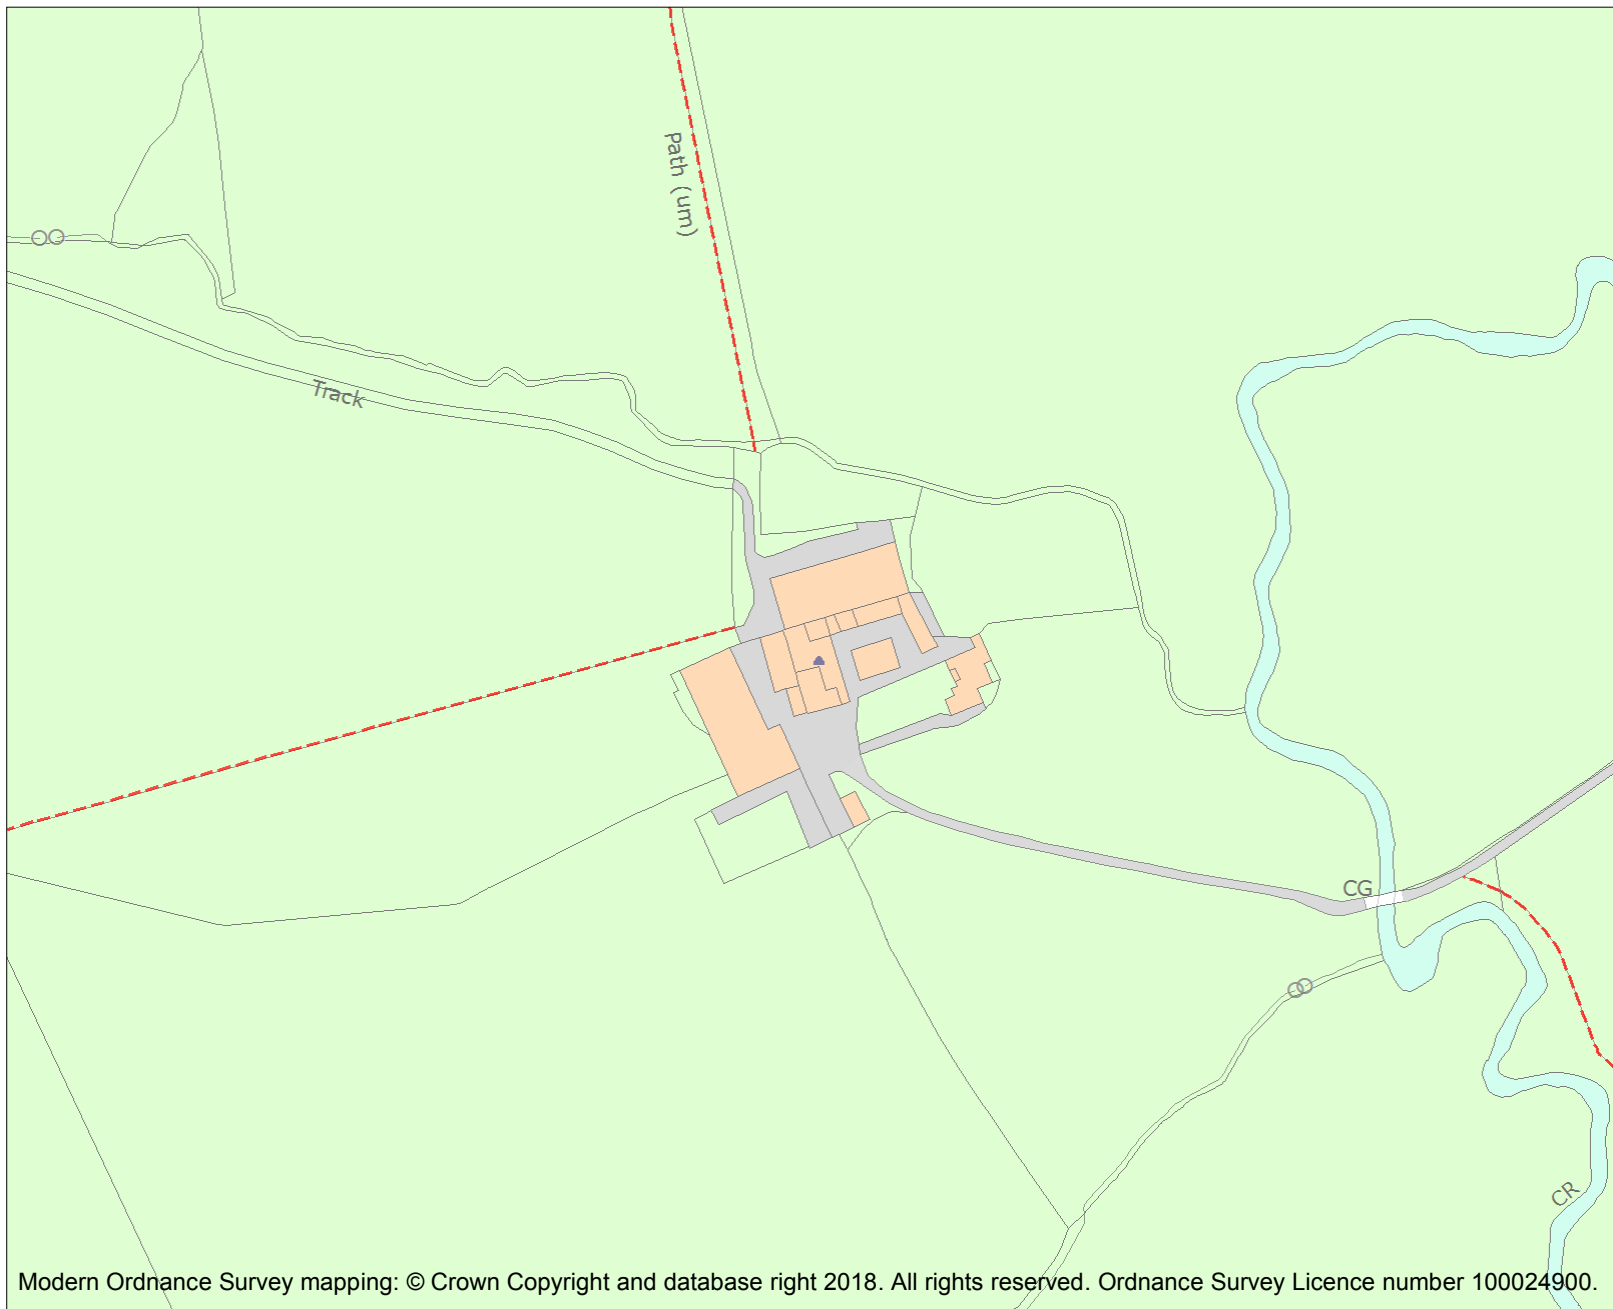 Path (um)
Track
CG
CR
Modern Ordnance Survey mapping: © Crown Copyright and database right 2018. All rights reserved. Ordnance Survey Licence number 100024900.